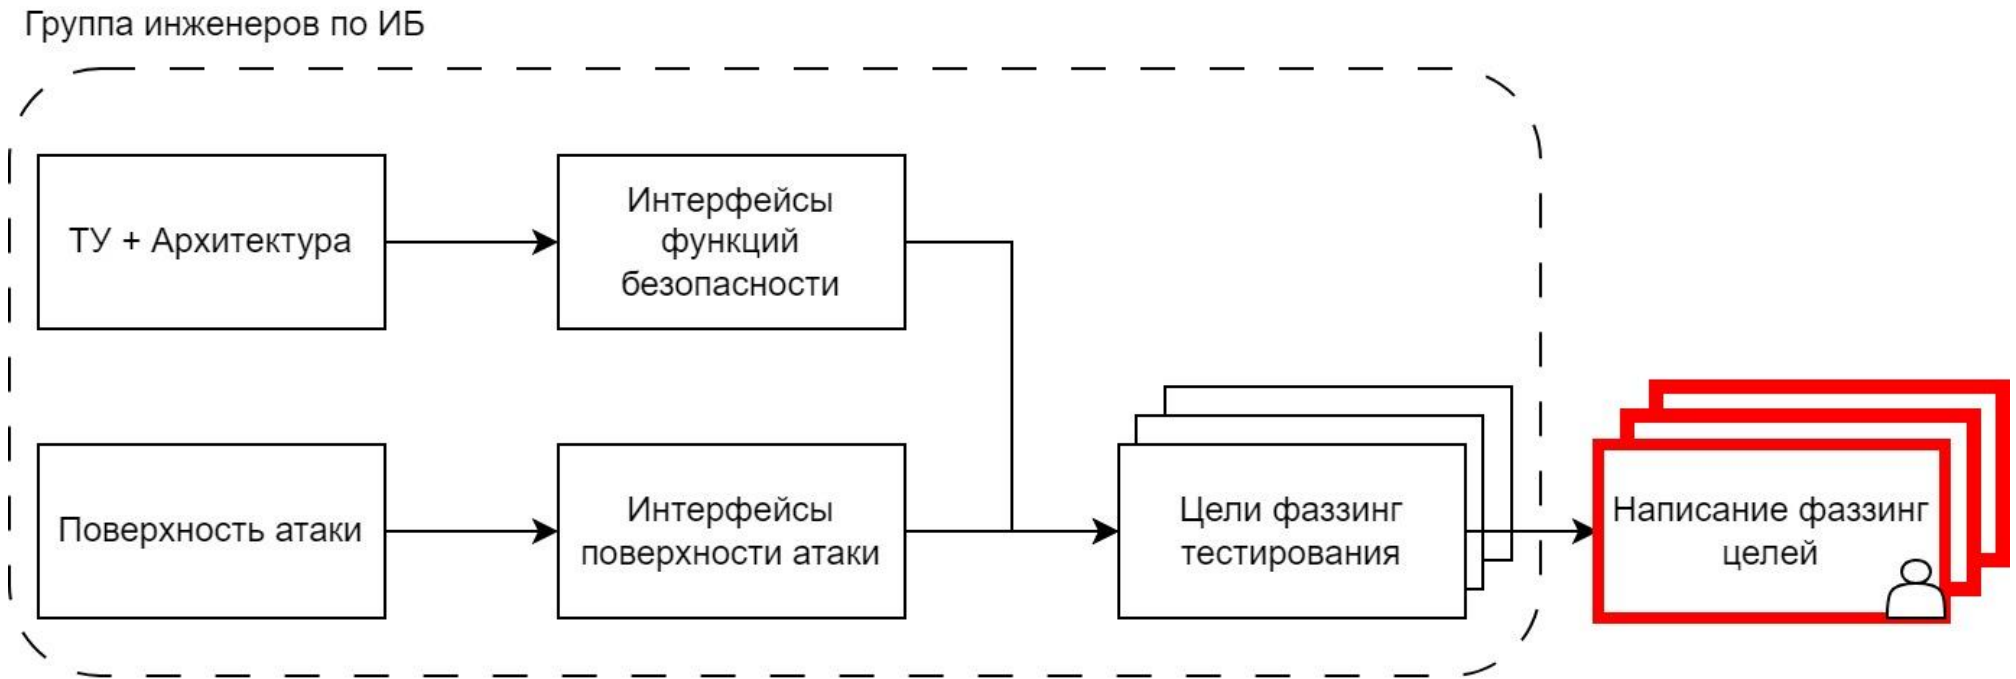 Группа инженеров по ИБ
ТУ + Архитектура
Интерфейсы
функций
безопасности
Поверхность атаки
Интерфейсы
поверхности атаки
Цели фаззинг
тестирования
Написание фаззинг
целей